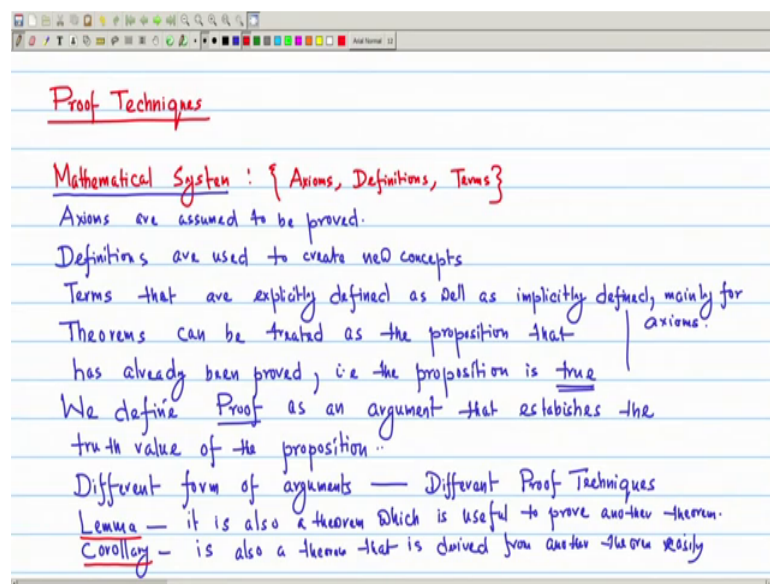 Arial Normal 12
Proof Techniques
Mathematical System : { Axioms, Definitions, Terms}
Axioms are assumed to be proved.
Definitions are used to create new concepts
Terms that are explicitly defined as well as implicitly defined, mainly for
axioms.
Theorems can be treated as the proposition that
has already been proved, i.e the proposition is true
We define Proof as an argument that estabishes the
truth value of the proposition..
Different form of arguments — Different Proof Techniques
Lemma — it is also a theorem which is useful to prove another theorem.
Corollary — is also a theorem that is derived from another theorem easily